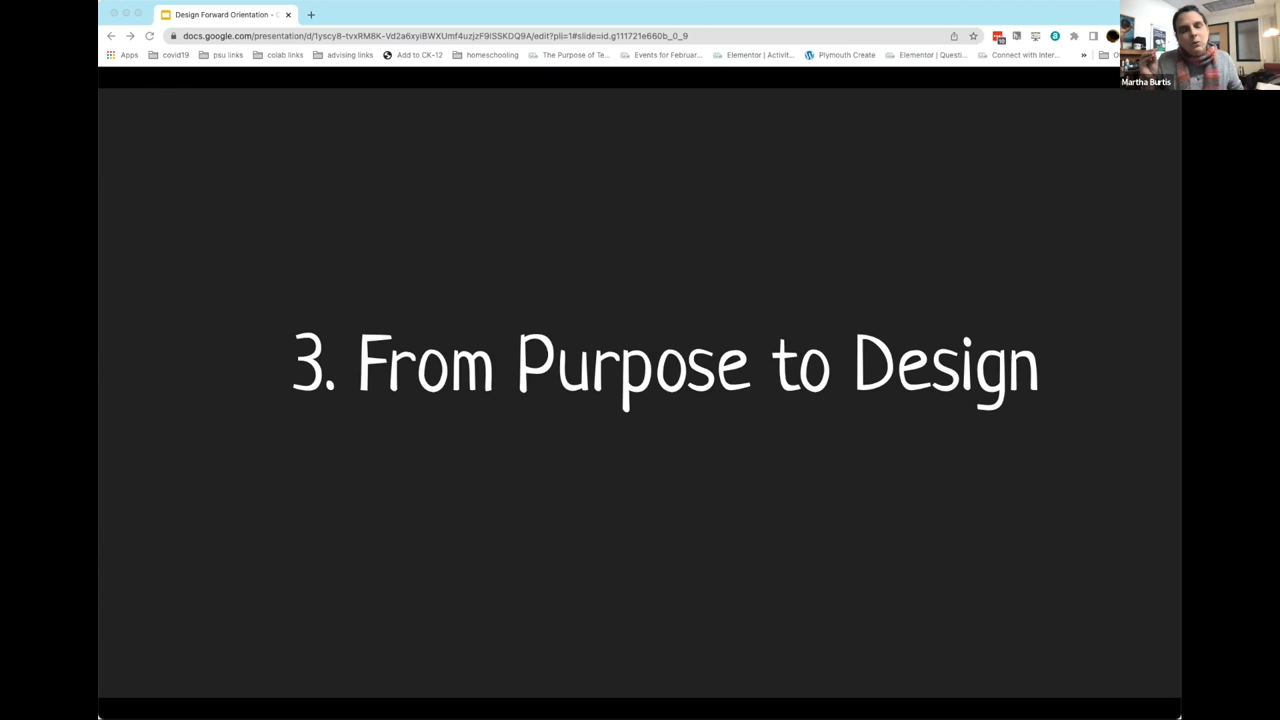 Design Forward Orientation - G
docs.google.com/presentation/d/1yscy8-tvxRM8K-Vd2a6xyiBWXUmf4uzjzF9ISSKDQ9A/edit?pli=1#slide=id.g111721e660b_0_9
Apps covid19 psu links colab links advising links Add to CK-12 homeschooling The Purpose of Te... Events for Februar... Elementor | Activit... Plymouth Create Elementor | Questi... Connect with Inter... »
Martha Burtis
3. From Purpose to Design